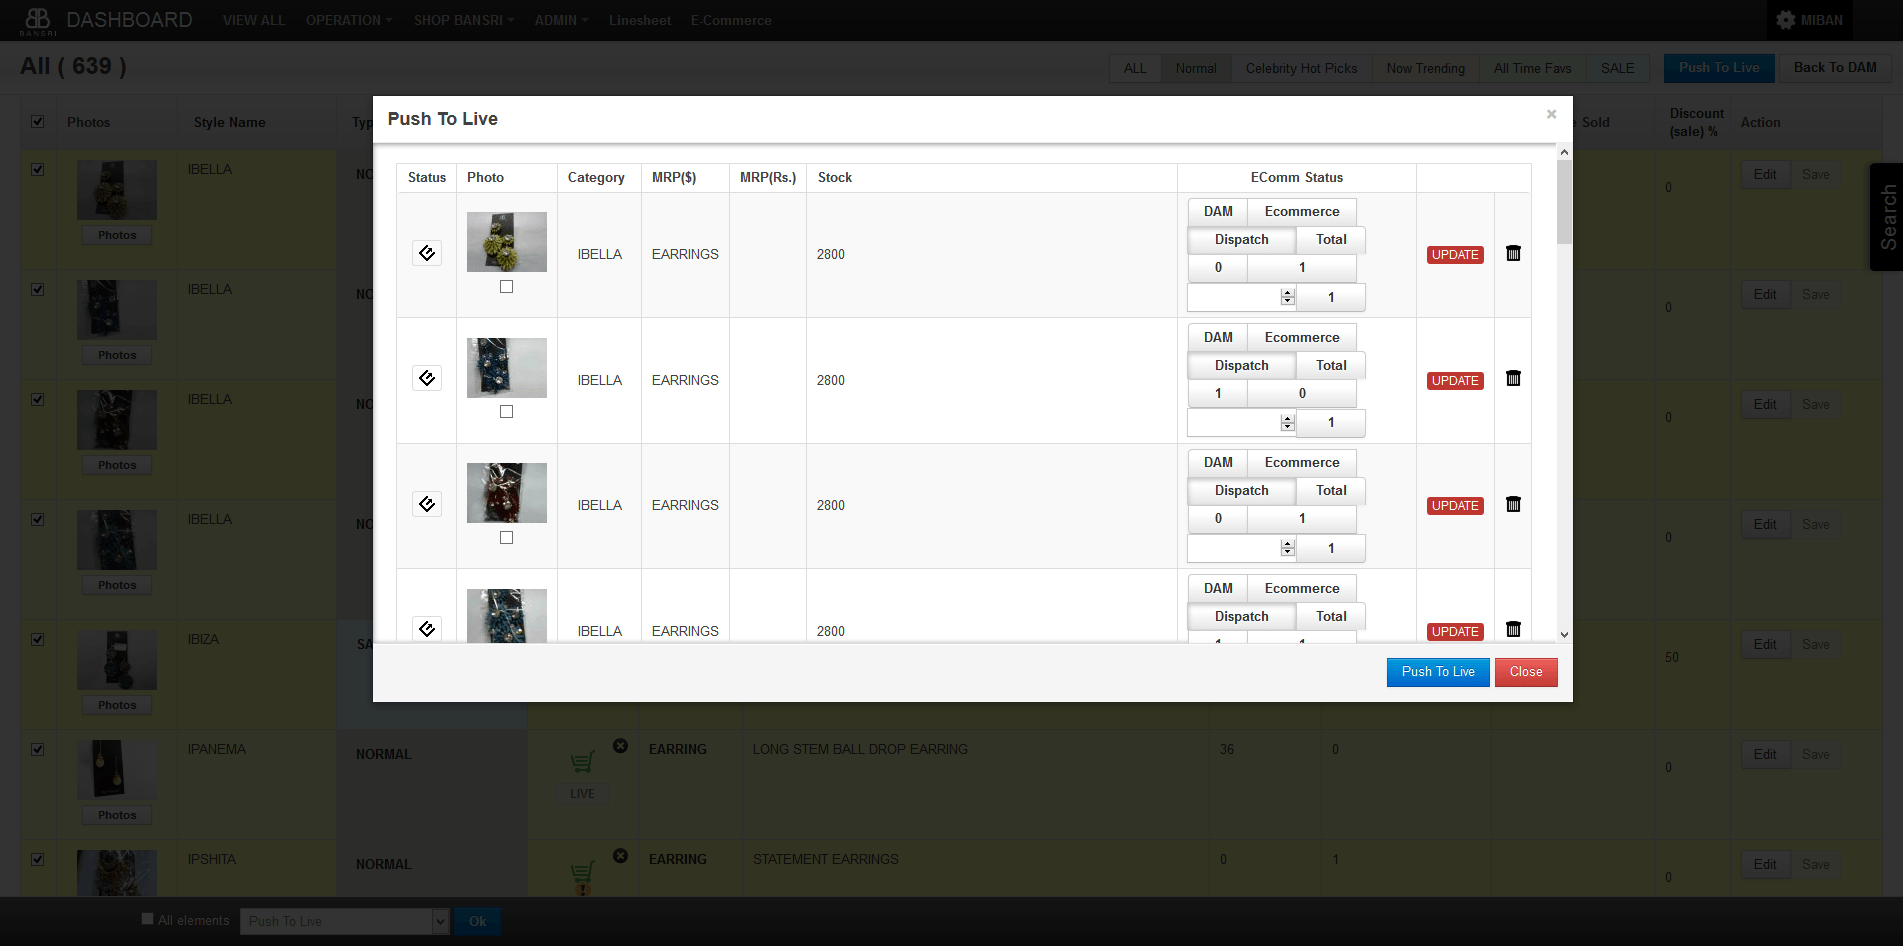 BANSRI
DASHBOARD VIEW ALL OPERATION SHOP BANSRI ADMIN Linesheet E-Commerce MIBAN
All ( 639 ) ALL Normal Celebrity Hot Picks Now Trending All Time Favs SALE Push To Live Back To DAM
Photos Style Name Typ Sold Discount (sale) % Action
Push To Live ×
Status Photo Category MRP($) MRP(Rs.) Stock EComm Status
IBELLA EARRINGS 2800 UPDATE
DAM Ecommerce
Dispatch Total
0 1
1
IBELLA EARRINGS 2800 UPDATE
DAM Ecommerce
Dispatch Total
1 0
1
IBELLA EARRINGS 2800 UPDATE
DAM Ecommerce
Dispatch Total
0 1
1
IBELLA EARRINGS 2800 UPDATE
DAM Ecommerce
Dispatch Total
Push To Live Close
IBELLA NO 0 Edit Save
Photos
IBELLA NO 0 Edit Save
Photos
IBELLA NO 0 Edit Save
Photos
IBELLA NO 0 Edit Save
Photos
IBIZA SA 50 Edit Save
Photos
IPANEMA NORMAL EARRING LONG STEM BALL DROP EARRING 36 0 0 Edit Save
LIVE
Photos
IPSHITA NORMAL EARRING STATEMENT EARRINGS 0 1 0 Edit Save
Search
All elements Push To Live Ok